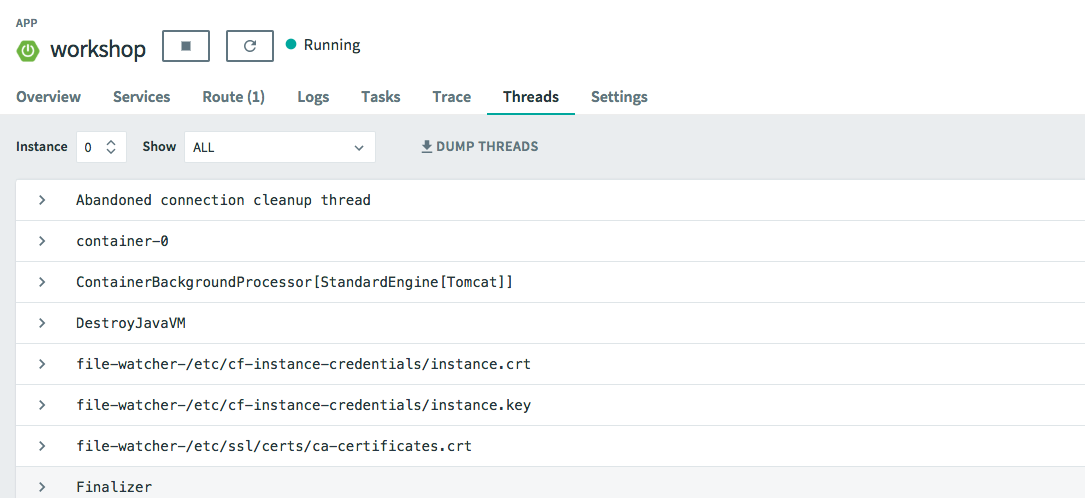 APP
workshop
Running
Overview Services Route (1) Logs Tasks Trace Threads Settings
Instance 0 Show ALL DUMP THREADS
Abandoned connection cleanup thread
container-0
ContainerBackgroundProcessor[StandardEngine[Tomcat]]
DestroyJavaVM
file-watcher-/etc/cf-instance-credentials/instance.crt
file-watcher-/etc/cf-instance-credentials/instance.key
file-watcher-/etc/ssl/certs/ca-certificates.crt
Finalizer